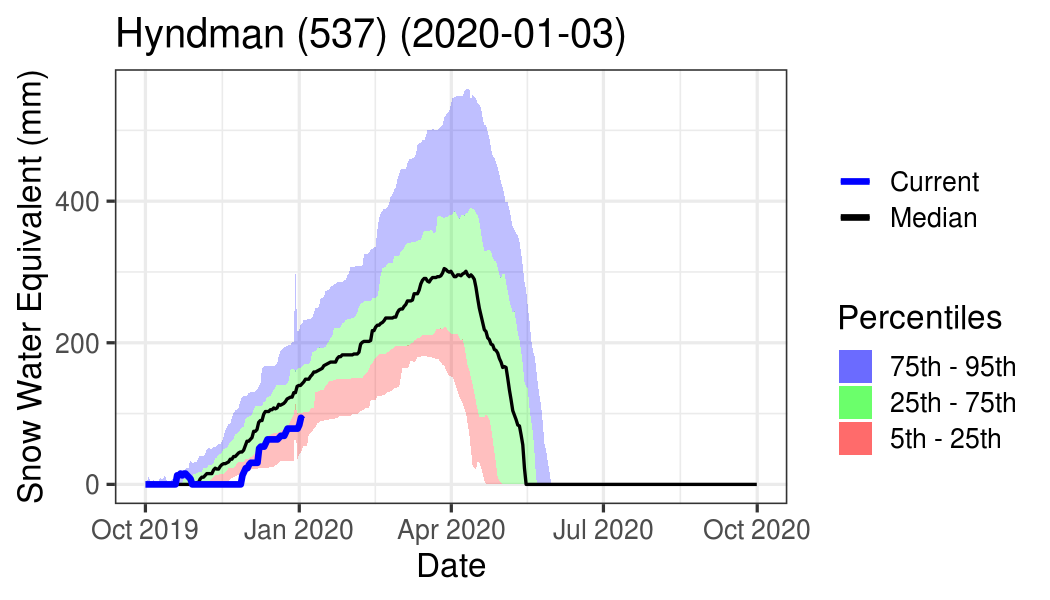 Hyndman (537) (2020-01-03)
Snow Water Equivalent (mm)
400
200
0
Oct 2019 Jan 2020 Apr 2020 Jul 2020 Oct 2020
Date
Current
Median
Percentiles
75th - 95th
25th - 75th
5th - 25th